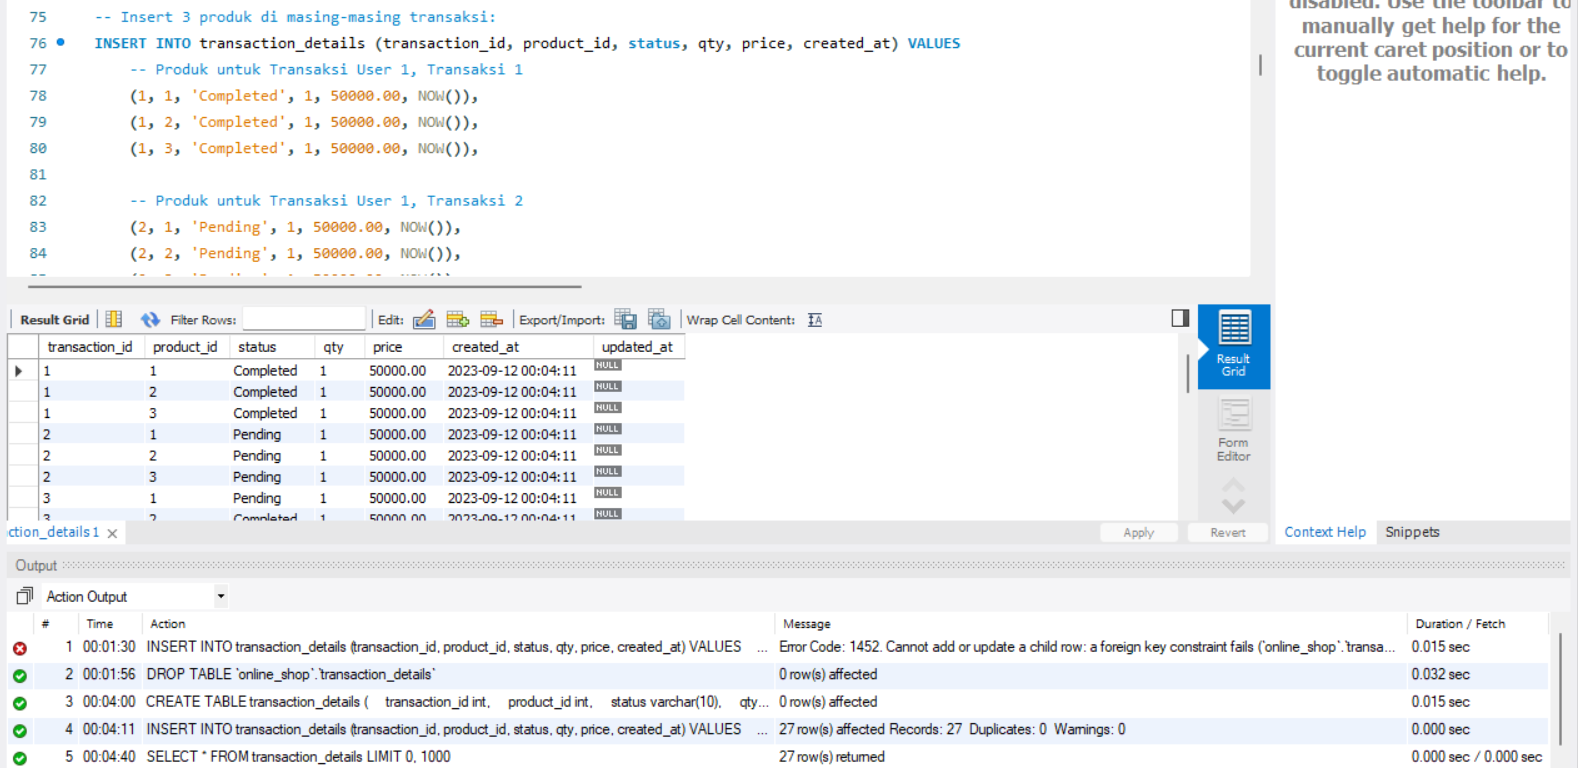 75 -- Insert 3 produk di masing-masing transaksi:
76 INSERT INTO transaction_details (transaction_id, product_id, status, qty, price, created_at) VALUES
77 -- Produk untuk Transaksi User 1, Transaksi 1
78 (1, 1, 'Completed', 1, 50000.00, NOW()),
79 (1, 2, 'Completed', 1, 50000.00, NOW()),
80 (1, 3, 'Completed', 1, 50000.00, NOW()),
81
82 -- Produk untuk Transaksi User 1, Transaksi 2
83 (2, 1, 'Pending', 1, 50000.00, NOW()),
84 (2, 2, 'Pending', 1, 50000.00, NOW()),
disabled. Use the toolbar to
manually get help for the
current caret position or to
toggle automatic help.
Result Grid Filter Rows: Edit: Export/Import: Wrap Cell Content: IA
transaction_id product_id status qty price created_at updated_at
1 1 Completed 1 50000.00 2023-09-12 00:04:11 NULL
1 2 Completed 1 50000.00 2023-09-12 00:04:11 NULL
1 3 Completed 1 50000.00 2023-09-12 00:04:11 NULL
2 1 Pending 1 50000.00 2023-09-12 00:04:11 NULL
2 2 Pending 1 50000.00 2023-09-12 00:04:11 NULL
2 3 Pending 1 50000.00 2023-09-12 00:04:11 NULL
3 1 Pending 1 50000.00 2023-09-12 00:04:11 NULL
3 2 Completed 1 50000.00 2023-09-12 00:04:11 NULL
Result
Grid
Form
Editor
ction_details 1 Apply Revert Context Help Snippets
Output
Action Output
# Time Action Message Duration / Fetch
1 00:01:30 INSERT INTO transaction_details (transaction_id, product_id, status, qty, price, created_at) VALUES ... Error Code: 1452. Cannot add or update a child row: a foreign key constraint fails (`online_shop`.`transa... 0.015 sec
2 00:01:56 DROP TABLE `online_shop`.`transaction_details` 0 row(s) affected 0.032 sec
3 00:04:00 CREATE TABLE transaction_details ( transaction_id int, product_id int, status varchar(10), qty... 0 row(s) affected 0.015 sec
4 00:04:11 INSERT INTO transaction_details (transaction_id, product_id, status, qty, price, created_at) VALUES ... 27 row(s) affected Records: 27 Duplicates: 0 Warnings: 0 0.000 sec
5 00:04:40 SELECT * FROM transaction_details LIMIT 0, 1000 27 row(s) returned 0.000 sec / 0.000 sec